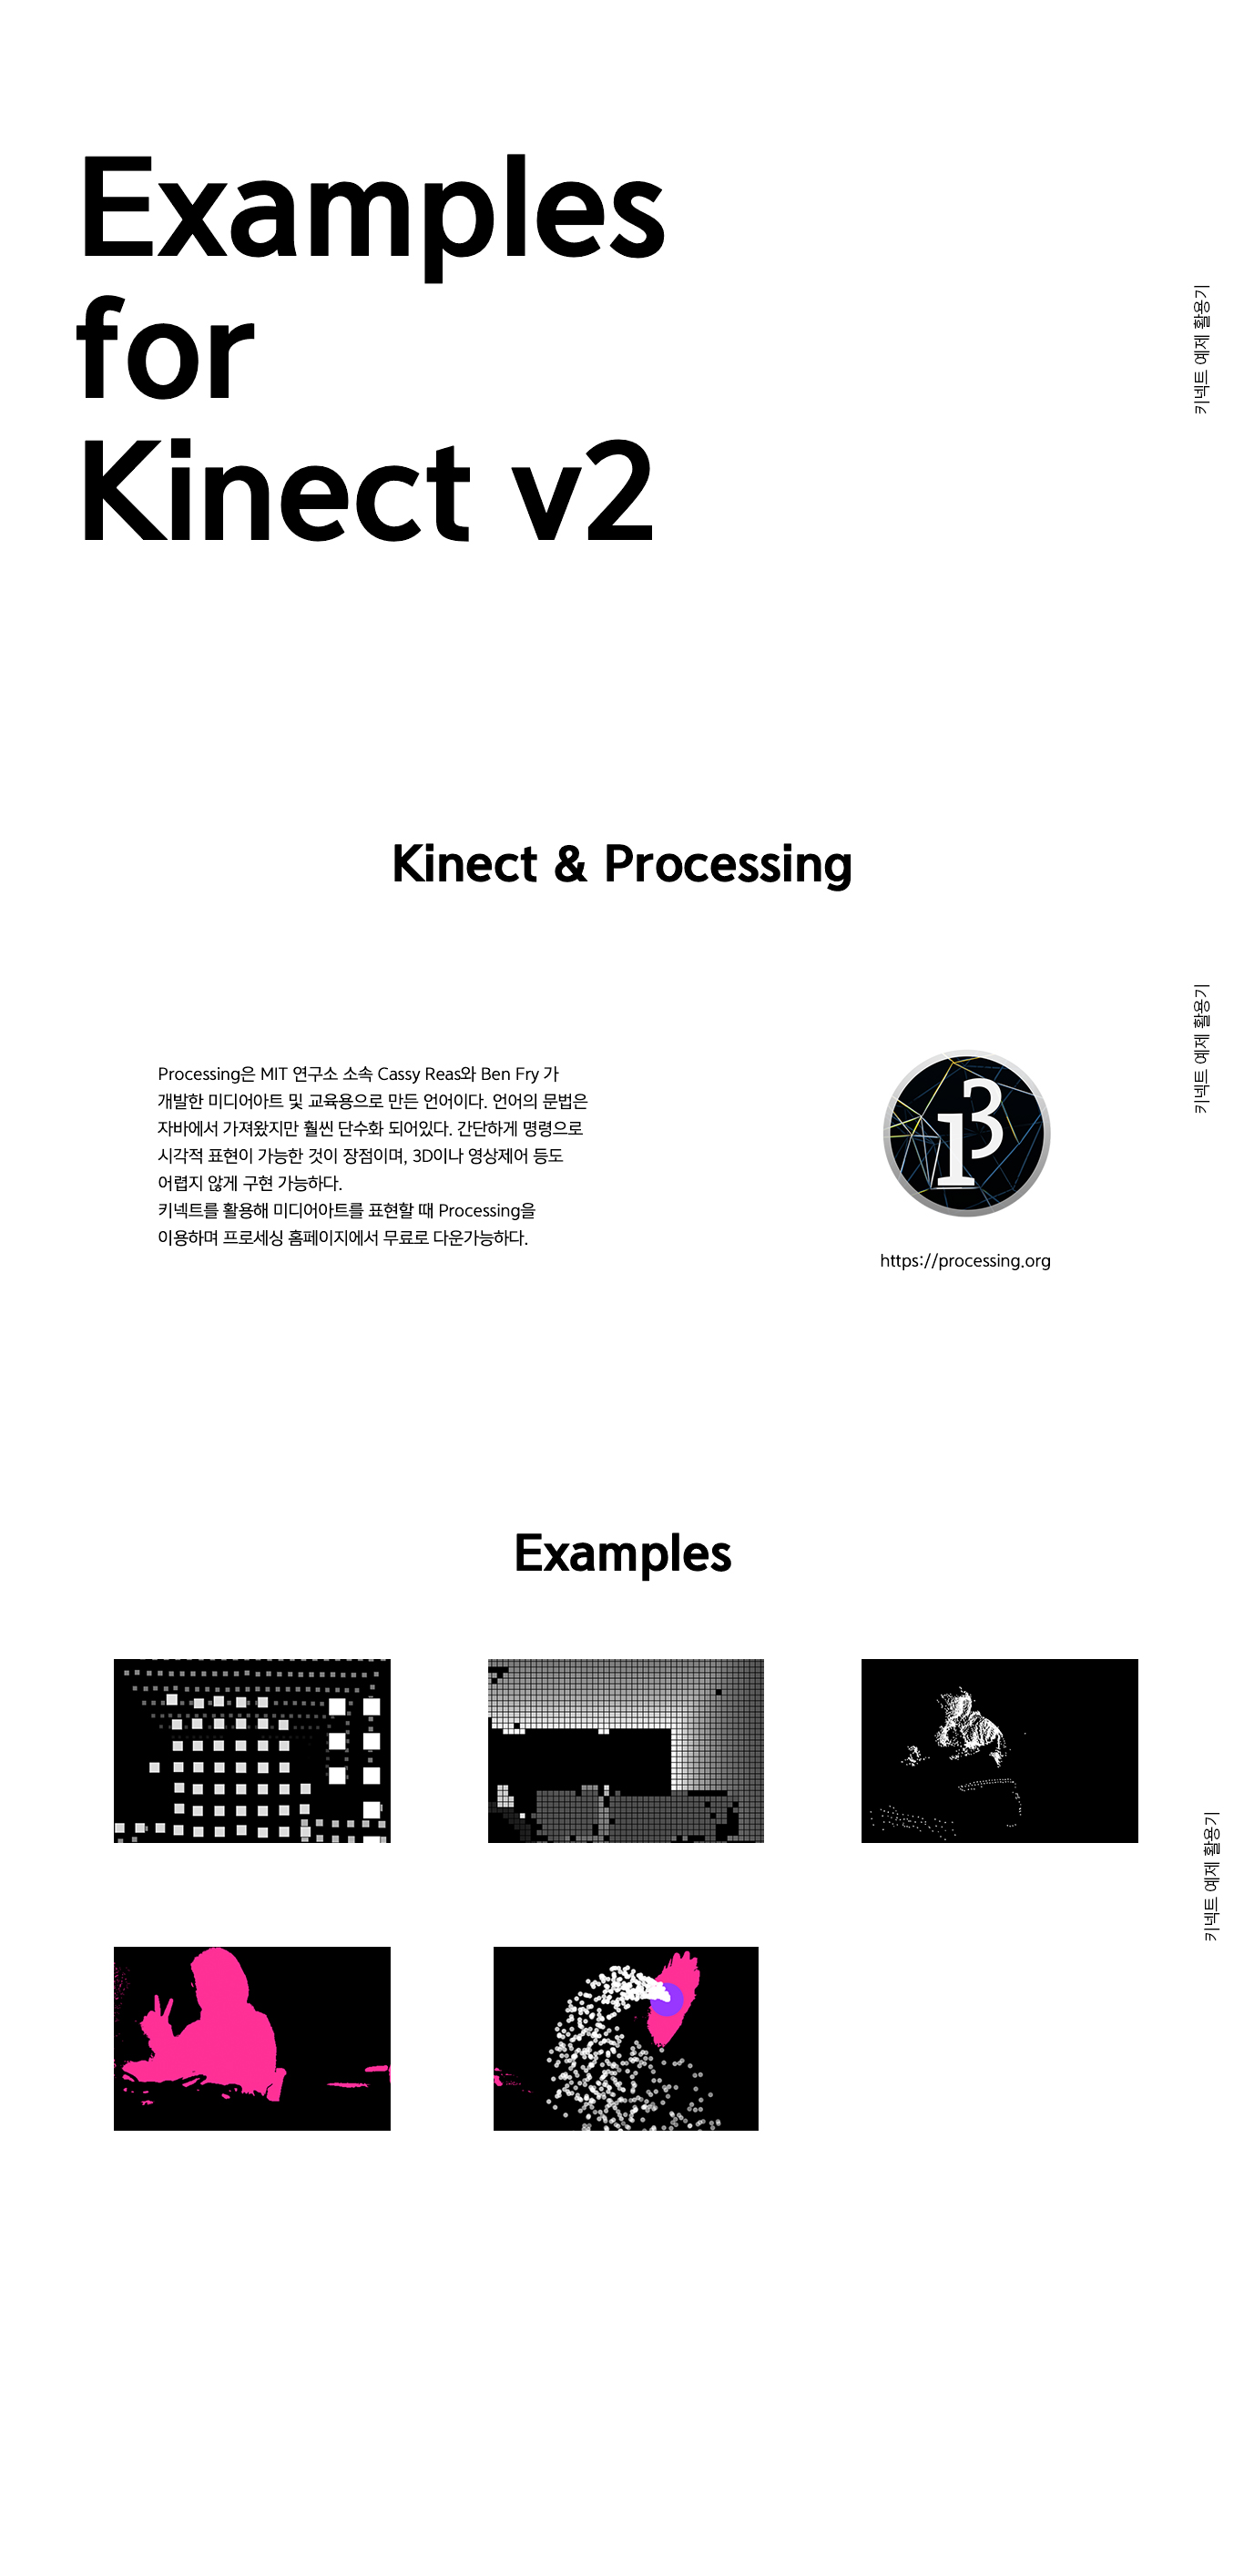 Examples
for
Kinect v2
키넥트 예제 활용기
Kinect & Processing
Processing은 MIT 연구소 소속 Cassy Reas와 Ben Fry 가
개발한 미디어아트 및 교육용으로 만든 언어이다. 언어의 문법은
자바에서 가져왔지만 훨씬 단수화 되어있다. 간단하게 명령으로
시각적 표현이 가능한 것이 장점이며, 3D이나 영상제어 등도
어렵지 않게 구현 가능하다.
키넥트를 활용해 미디어아트를 표현할 때 Processing을
이용하며 프로세싱 홈페이지에서 무료로 다운가능하다.
3
https://processing.org
키넥트 예제 활용기
Examples
키넥트 예제 활용기